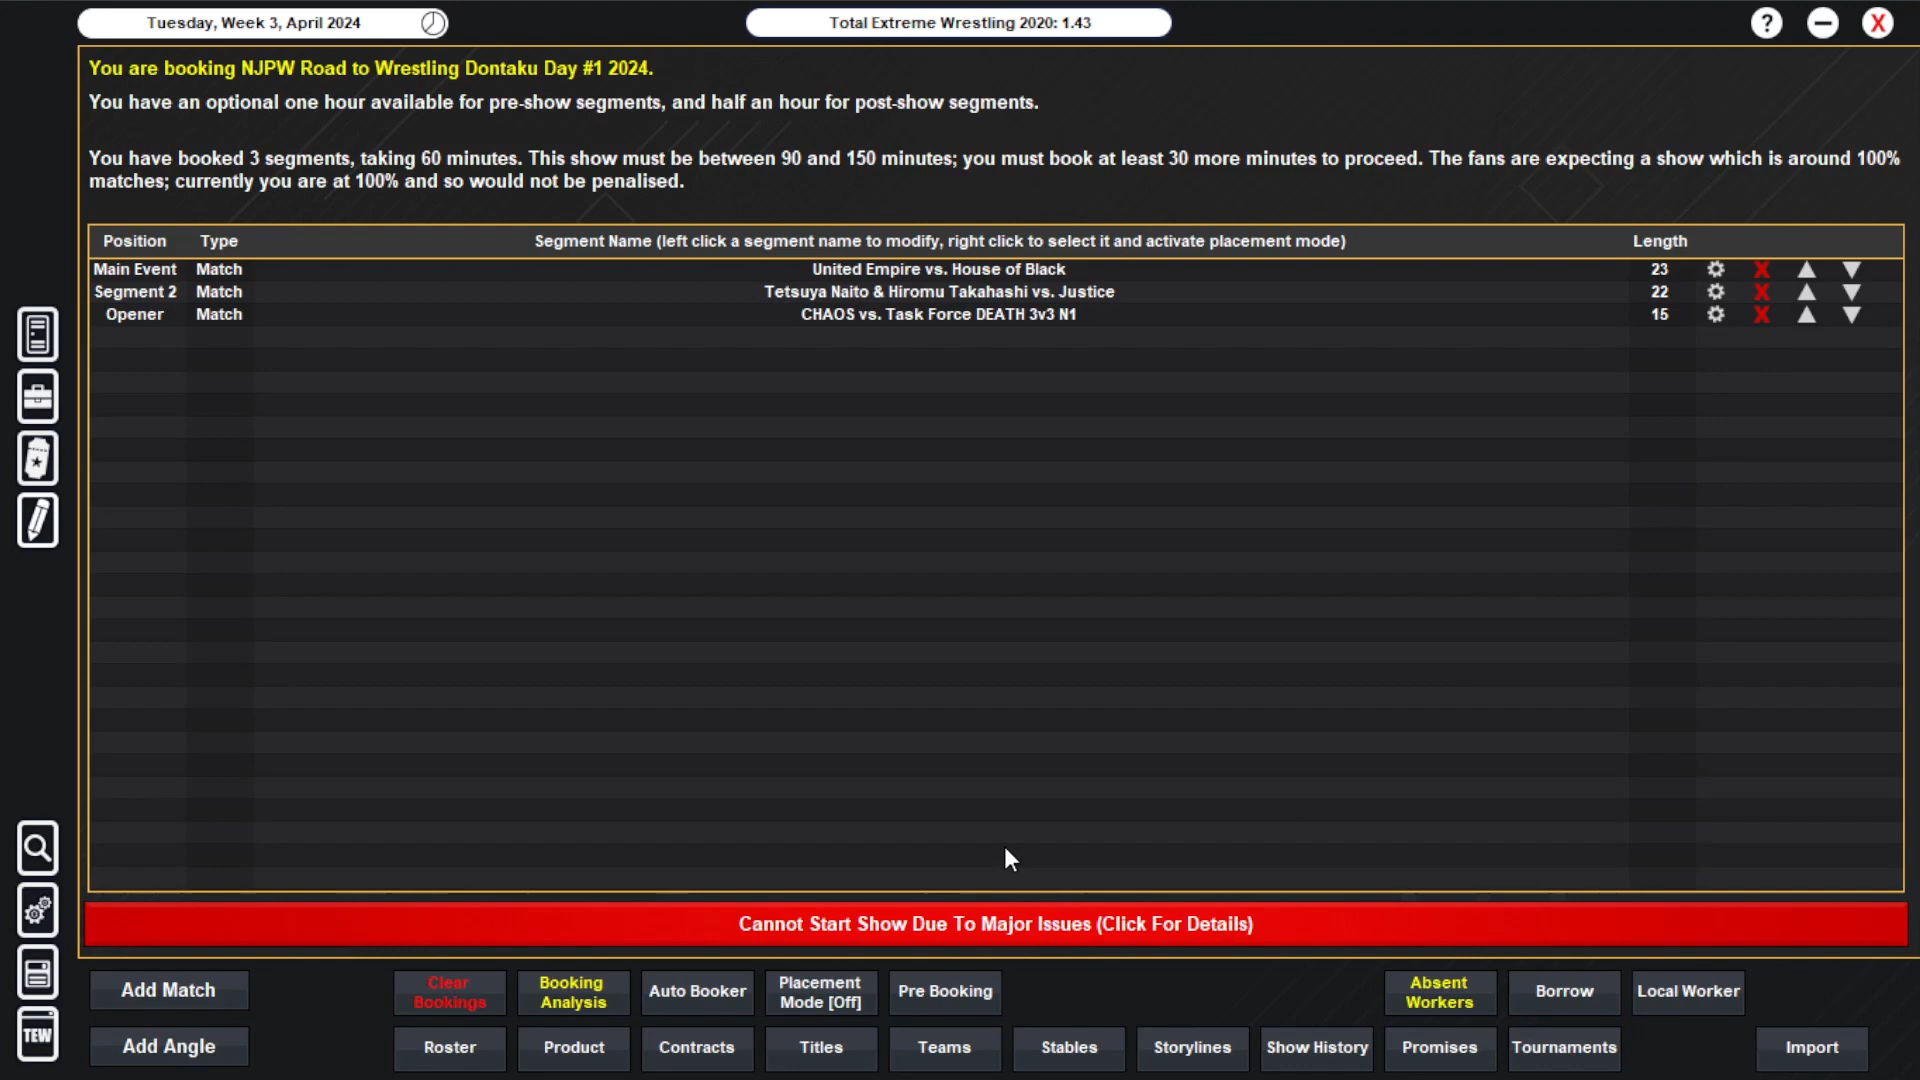 Tuesday, Week 3, April 2024
Total Extreme Wrestling 2020: 1.43
?
X
You are booking NJPW Road to Wrestling Dontaku Day #1 2024.
You have an optional one hour available for pre-show segments, and half an hour for post-show segments.
You have booked 3 segments, taking 60 minutes. This show must be between 90 and 150 minutes; you must book at least 30 more minutes to proceed. The fans are expecting a show which is around 100%
matches; currently you are at 100% and so would not be penalised.
Position Type Segment Name (left click a segment name to modify, right click to select it and activate placement mode) Length
Main Event Match United Empire vs. House of Black 23 X
Segment 2 Match Tetsuya Naito & Hiromu Takahashi vs. Justice 22 X
Opener Match CHAOS vs. Task Force DEATH 3v3 N1 15 X
Cannot Start Show Due To Major Issues (Click For Details)
TEW
Add Match
Clear
Bookings
Booking
Analysis
Auto Booker
Placement
Mode [Off]
Pre Booking
Absent
Workers
Borrow
Local Worker
Add Angle
Roster
Product
Contracts
Titles
Teams
Stables
Storylines
Show History
Promises
Tournaments
Import